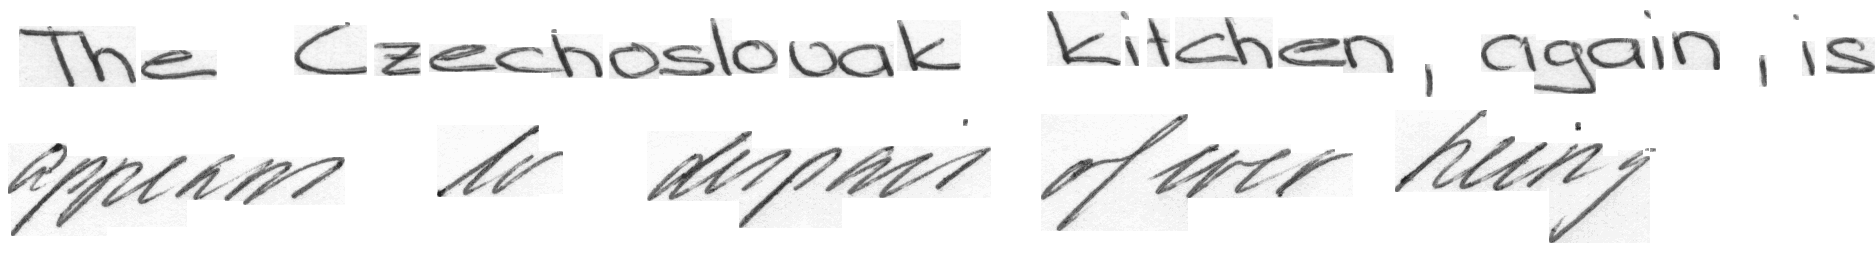 The Czechoslovak kitchen, again, is
appears to despair of ever being